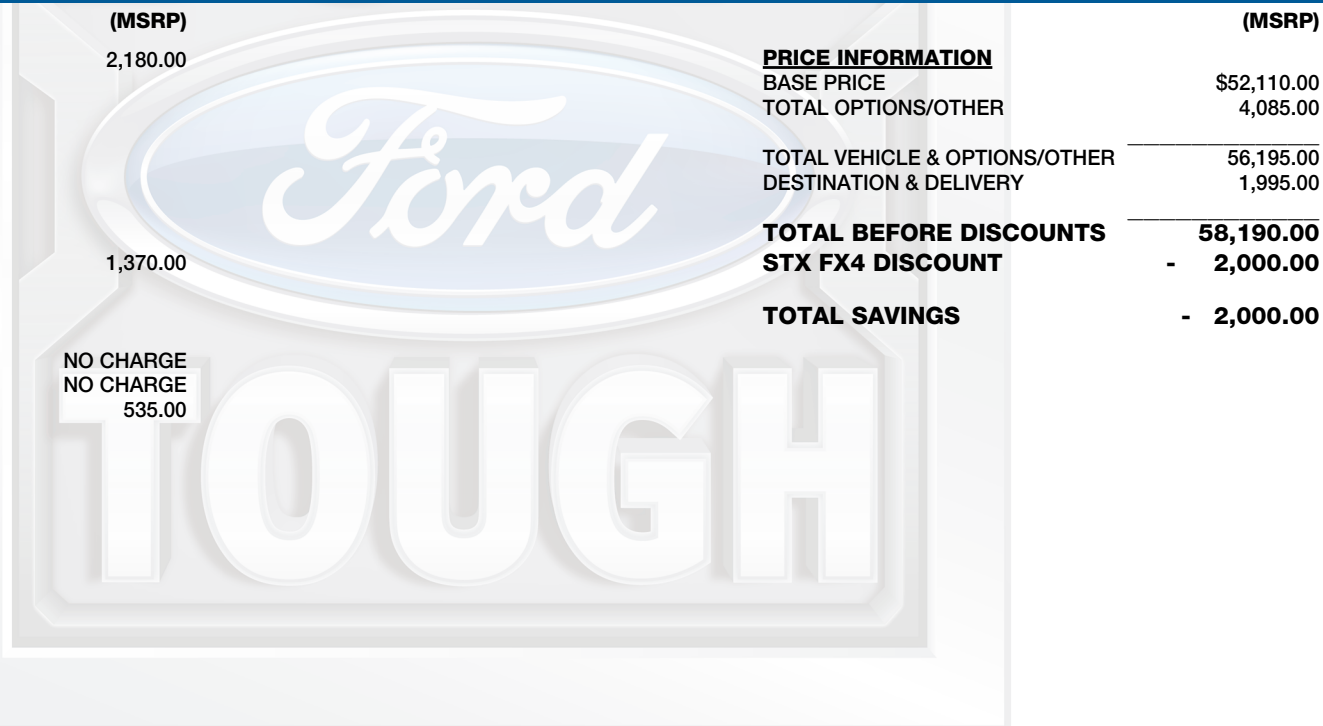 (MSRP)
2,180.00
1,370.00
NO CHARGE
NO CHARGE
535.00
(MSRP)
PRICE INFORMATION
BASE PRICE $52,110.00
TOTAL OPTIONS/OTHER 4,085.00
TOTAL VEHICLE & OPTIONS/OTHER 56,195.00
DESTINATION & DELIVERY 1,995.00
TOTAL BEFORE DISCOUNTS 58,190.00
STX FX4 DISCOUNT - 2,000.00
TOTAL SAVINGS - 2,000.00
Ford
TOUGH